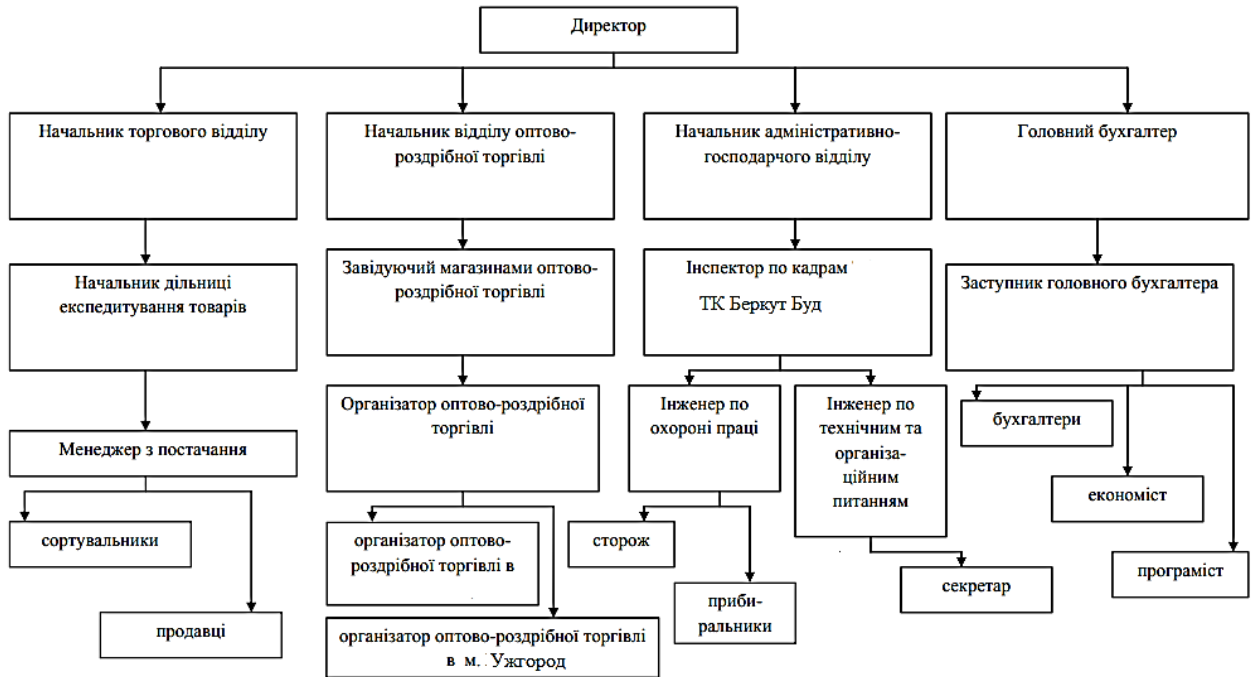 Директор
Начальник торгового відділу
Начальник відділу оптово-
роздрібної торгівлі
Начальник адміністративно-
господарчого відділу
Головний бухгалтер
Начальник дільниці
експедитування товарів
Завідуючий магазинами оптово-
роздрібної торгівлі
Інспектор по кадрам
ТК Беркут Буд
Заступник головного бухгалтера
Менеджер з постачання
Організатор оптово-роздрібної
торгівлі
Інженер по
охороні праці
Інженер по
технічним та
організа-
ційним
питанням
бухгалтери
економіст
програміст
сортувальники
продавці
організатор оптово-
роздрібної торгівлі в
організатор оптово-роздрібної торгівлі
в м. Ужгород
сторож
приби-
ральники
секретар